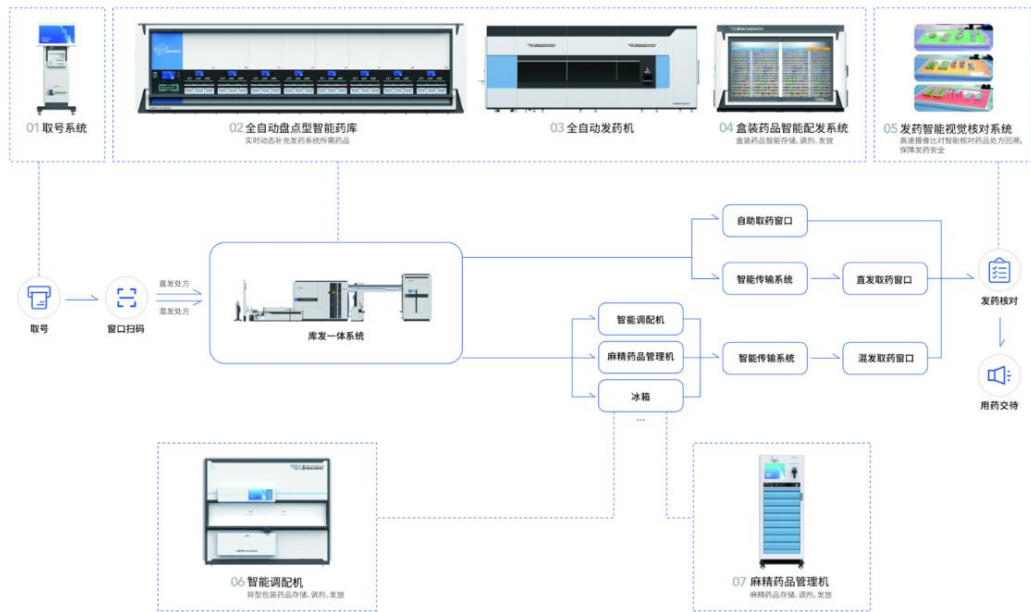 01 取号系统
02 全自动盘点型智能药库
实时动态补充发药系统所需药品
03 全自动发药机
04 盒装药品智能配发系统
盒装药品智能存储、调剂、发放
05 发药智能视觉核对系统
高速摄像比对智能核对药品处方回溯,
保障发药安全
取号
窗口扫码
直发处方
混发处方
库发一体系统
自助取药窗口
智能传输系统
直发取药窗口
智能调配机
麻精药品管理机
冰箱
...
智能传输系统
混发取药窗口
发药核对
用药交待
06 智能调配机
异型包装药品存储、调剂、发放
07 麻精药品管理机
麻精药品存储、调剂、发放